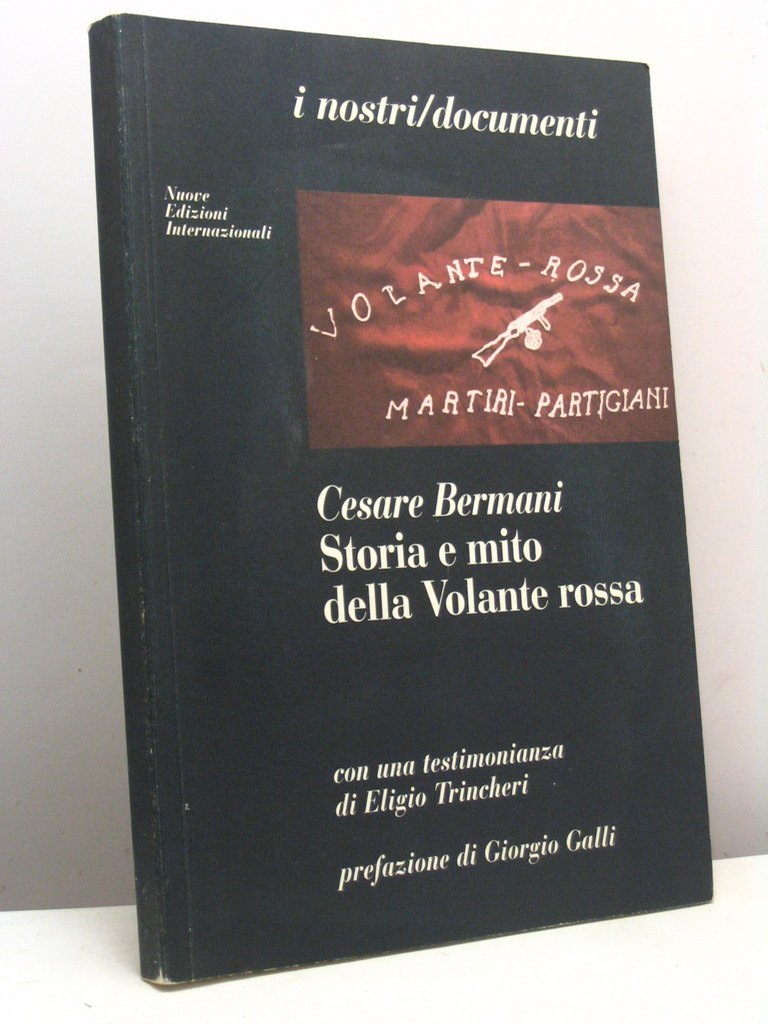 i nostri/documenti
Nuove
Edizioni
Internazionali
VOLANTE-ROSSA
MARTIRI-PARTIGIANI
Cesare Bermani
Storia e mito
della Volante rossa
con una testimonianza
di Eligio Trincheri
prefazione di Giorgio Galli